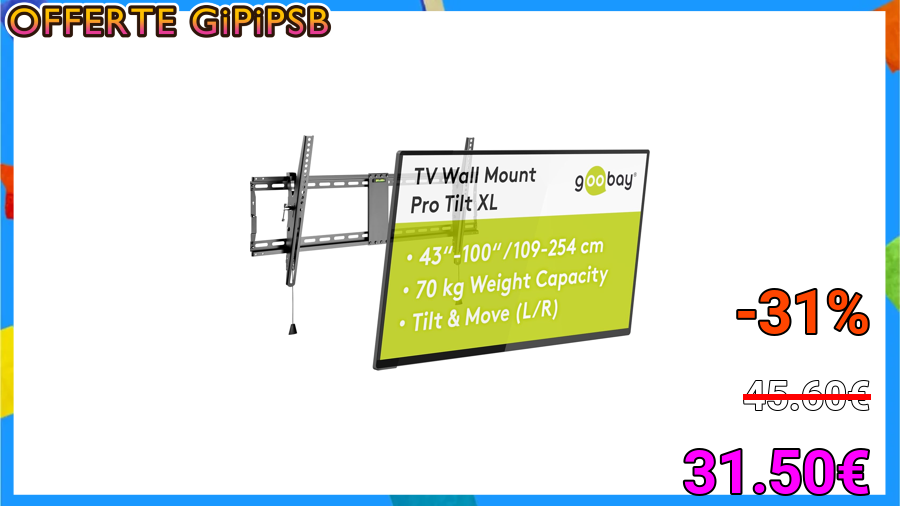 OFFERTE GiPiPSB
TV Wall Mount
Pro Tilt XL
goobay®
• 43“-100“/109-254 cm
• 70 kg Weight Capacity
• Tilt & Move (L/R)
-31%
45.60€
31.50€